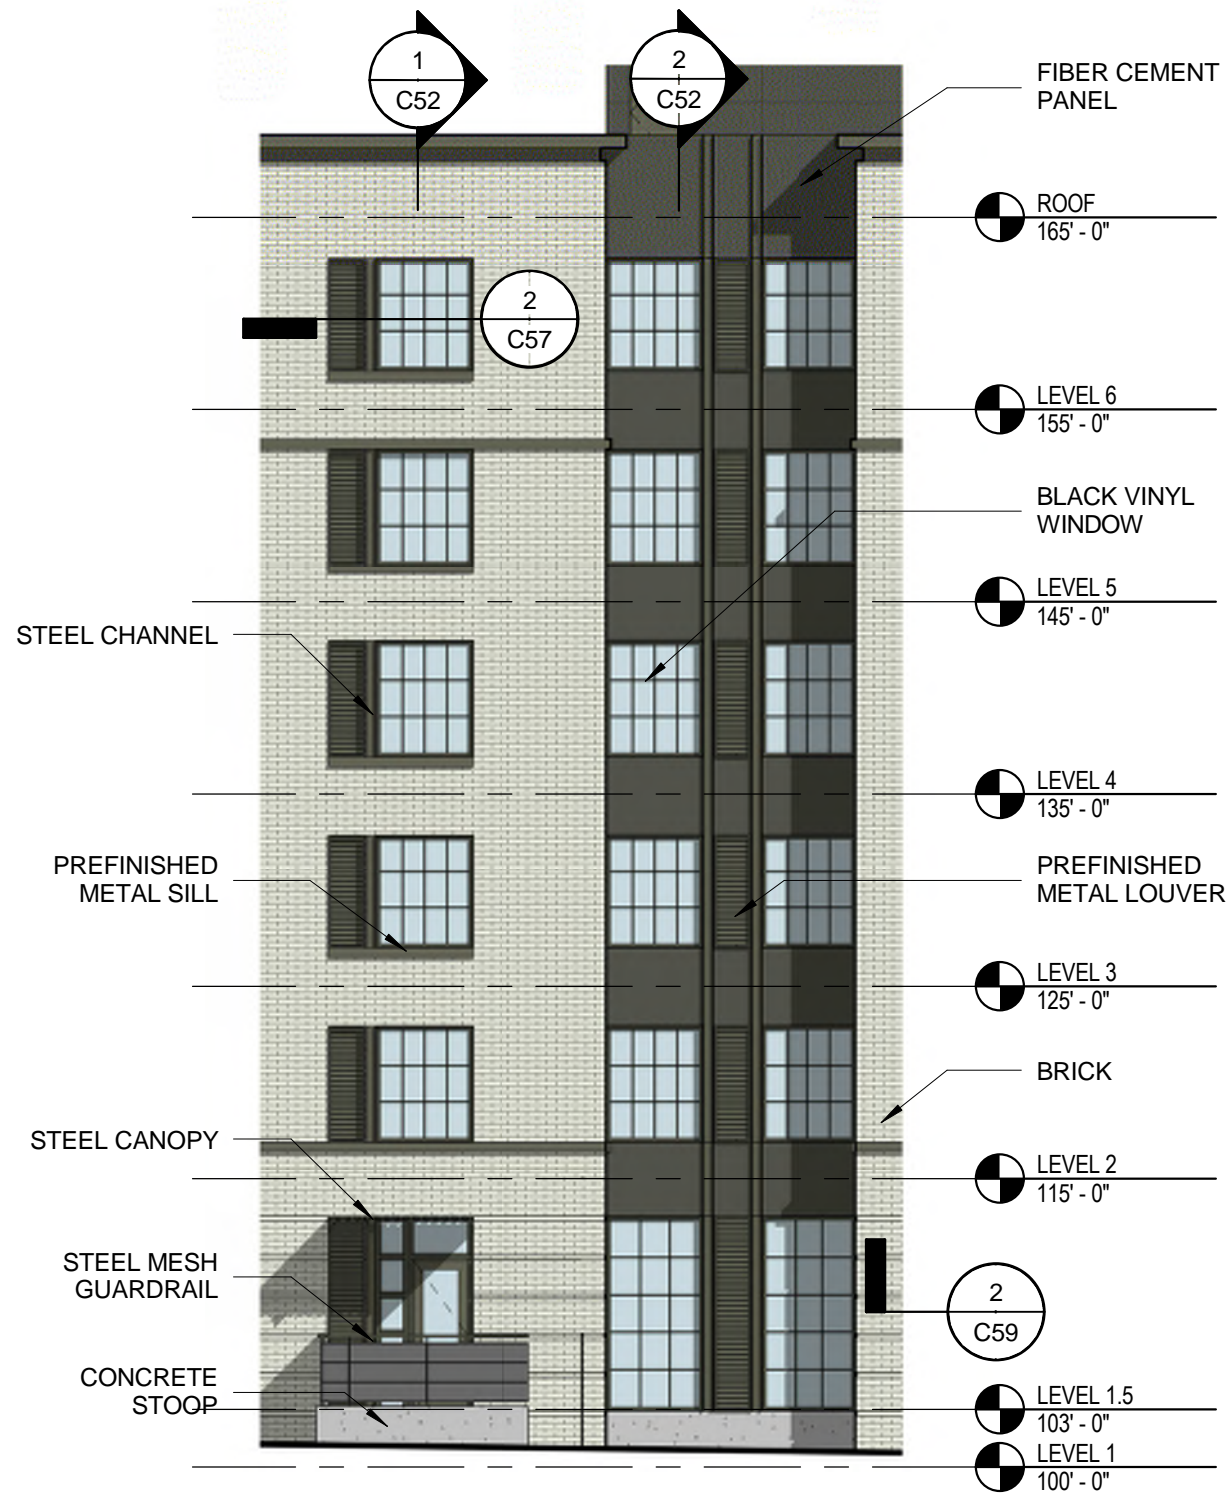 1
C52
2
C52
FIBER CEMENT
PANEL
ROOF
165' - 0"
2
C57
LEVEL 6
155' - 0"
BLACK VINYL
WINDOW
LEVEL 5
145' - 0"
STEEL CHANNEL
LEVEL 4
135' - 0"
PREFINISHED
METAL SILL
PREFINISHED
METAL LOUVER
LEVEL 3
125' - 0"
BRICK
STEEL CANOPY
LEVEL 2
115' - 0"
STEEL MESH
GUARDRAIL
2
C59
CONCRETE
STOOP
LEVEL 1.5
103' - 0"
LEVEL 1
100' - 0"